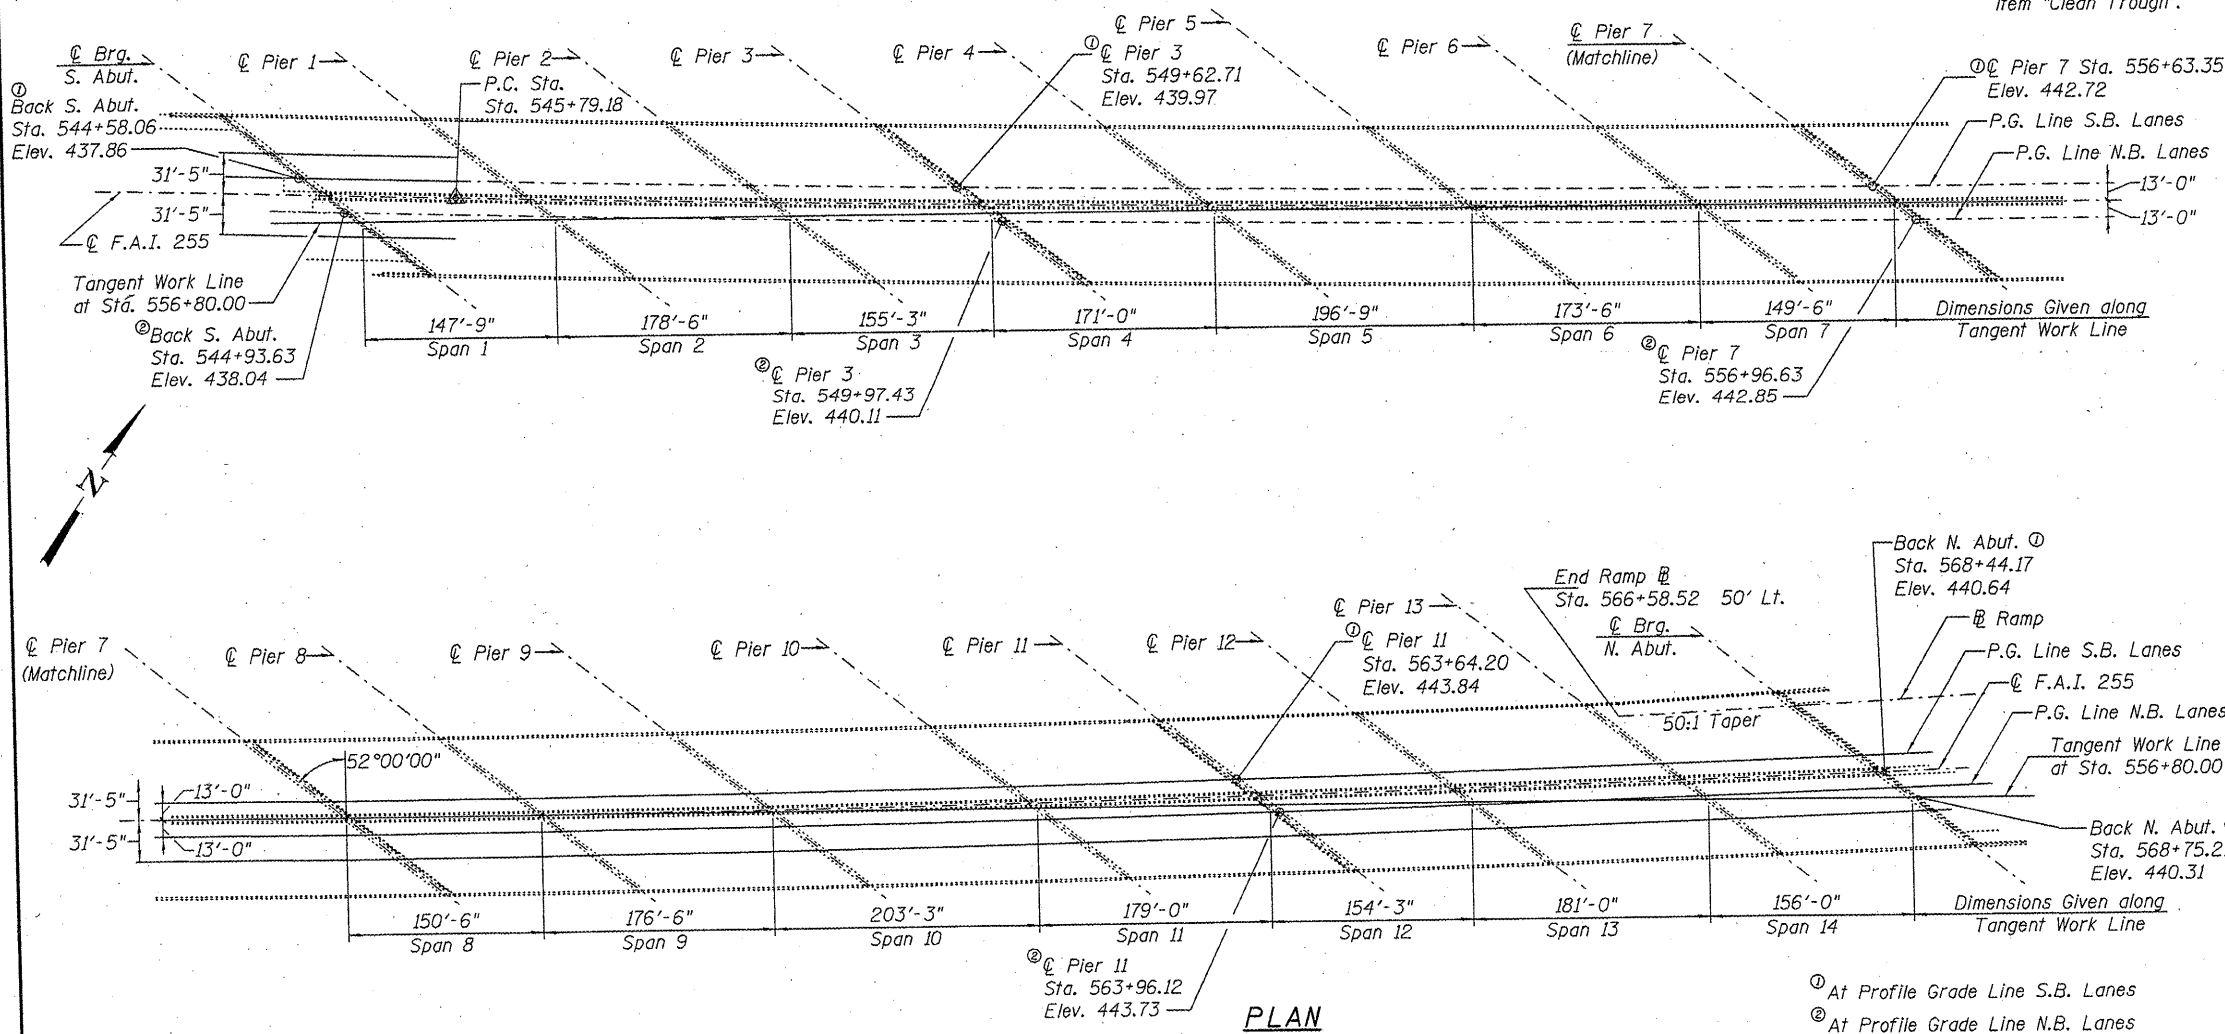 Item "Clean Trough".
℄ Brg.
S. Abut.
℄ Pier 1
℄ Pier 2
℄ Pier 3
℄ Pier 4
℄ Pier 5
℄ Pier 6
℄ Pier 7
(Matchline)
① Back S. Abut.
Sta. 544+58.06
Elev. 437.86
P.C. Sta.
Sta. 545+79.18
① ℄ Pier 3
Sta. 549+62.71
Elev. 439.97
① ℄ Pier 7 Sta. 556+63.35
Elev. 442.72
P.G. Line S.B. Lanes
P.G. Line N.B. Lanes
31'-5"
31'-5"
13'-0"
13'-0"
℄ F.A.I. 255
Tangent Work Line
at Sta. 556+80.00
② Back S. Abut.
Sta. 544+93.63
Elev. 438.04
147'-9"
Span 1
178'-6"
Span 2
155'-3"
Span 3
171'-0"
Span 4
196'-9"
Span 5
173'-6"
Span 6
149'-6"
Span 7
Dimensions Given along
Tangent Work Line
② ℄ Pier 3
Sta. 549+97.43
Elev. 440.11
② ℄ Pier 7
Sta. 556+96.63
Elev. 442.85
N
℄ Pier 7
(Matchline)
℄ Pier 8
℄ Pier 9
℄ Pier 10
℄ Pier 11
℄ Pier 12
℄ Pier 13
① ℄ Pier 11
Sta. 563+64.20
Elev. 443.84
End Ramp ℄
Sta. 566+58.52 50' Lt.
℄ Brg.
N. Abut.
Back N. Abut. ①
Sta. 568+44.17
Elev. 440.64
Ramp
P.G. Line S.B. Lanes
℄ F.A.I. 255
P.G. Line N.B. Lanes
Tangent Work Line
at Sta. 556+80.00
50:1 Taper
52°00'00"
31'-5"
31'-5"
13'-0"
13'-0"
Back N. Abut.
Sta. 568+75.2
Elev. 440.31
150'-6"
Span 8
176'-6"
Span 9
203'-3"
Span 10
179'-0"
Span 11
154'-3"
Span 12
181'-0"
Span 13
156'-0"
Span 14
Dimensions Given along
Tangent Work Line
② ℄ Pier 11
Sta. 563+96.12
Elev. 443.73
PLAN
① At Profile Grade Line S.B. Lanes
② At Profile Grade Line N.B. Lanes